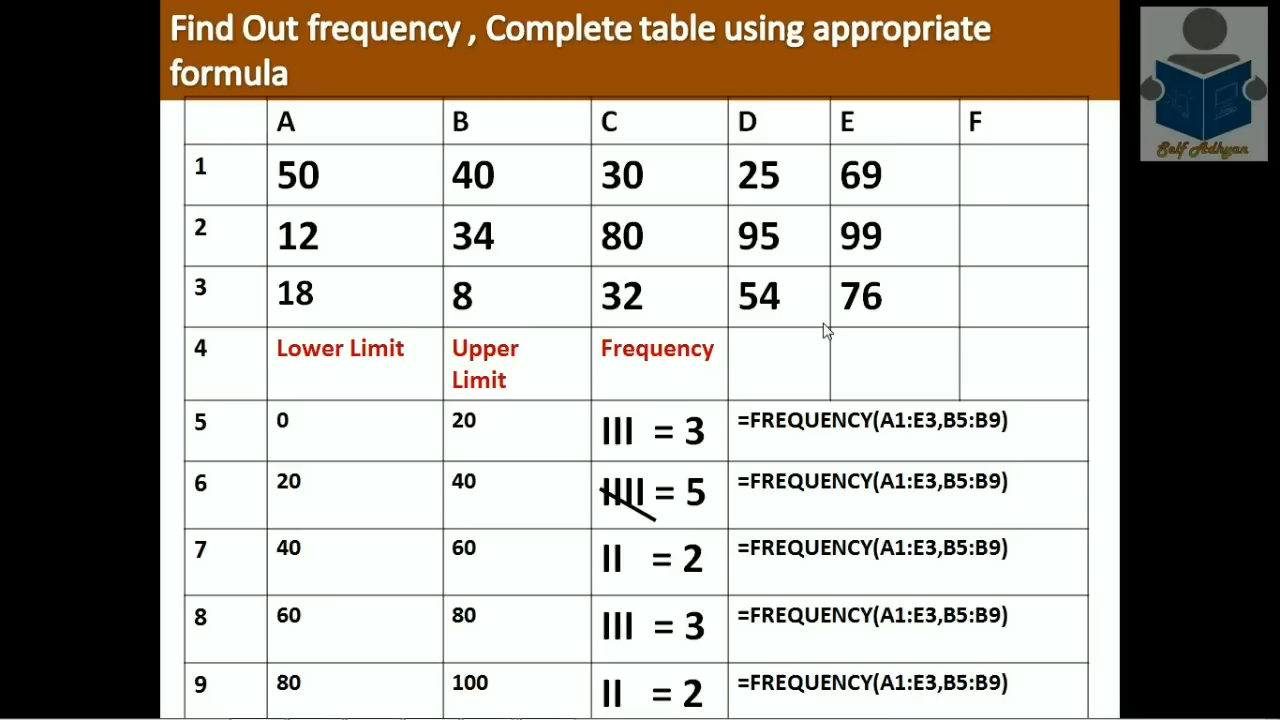 Find Out frequency , Complete table using appropriate
formula
A B C D E F
1 50 40 30 25 69
2 12 34 80 95 99
3 18 8 32 54 76
4 Lower Limit Upper Frequency
Limit
5 0 20 III = 3 =FREQUENCY(A1:E3,B5:B9)
6 20 40 IIII = 5 =FREQUENCY(A1:E3,B5:B9)
7 40 60 II = 2 =FREQUENCY(A1:E3,B5:B9)
8 60 80 III = 3 =FREQUENCY(A1:E3,B5:B9)
9 80 100 II = 2 =FREQUENCY(A1:E3,B5:B9)
Self Adhyan